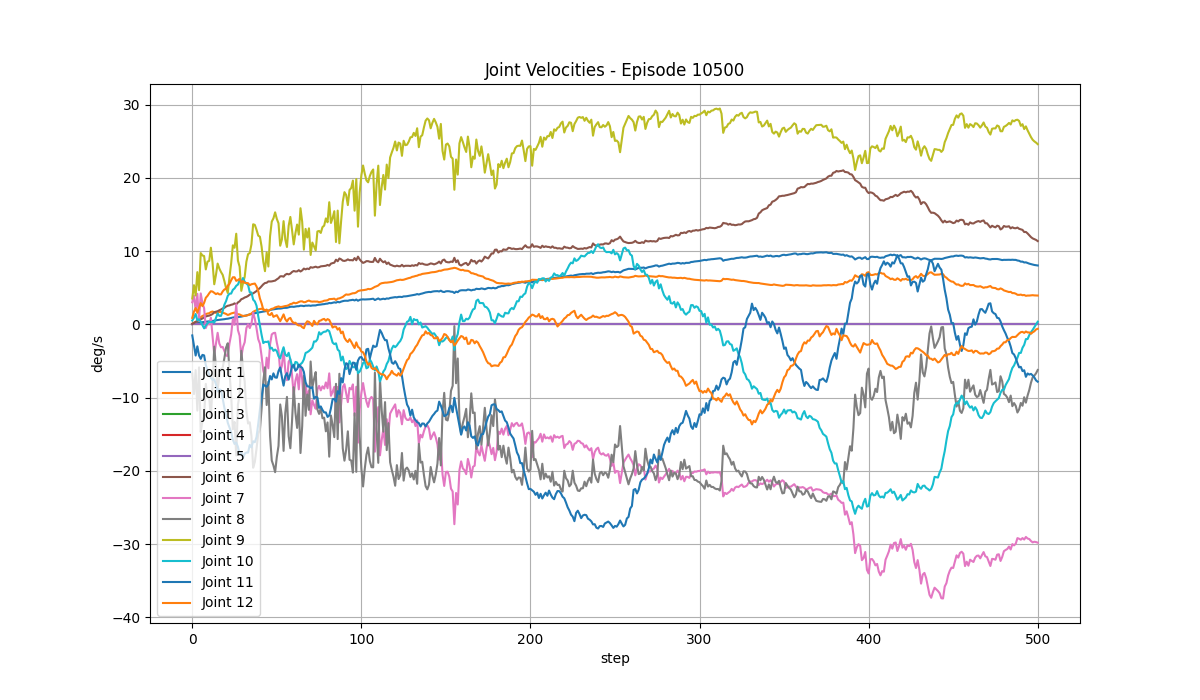 Joint Velocities - Episode 10500
30
20
10
0
−10
−20
−30
−40
deg/s
Joint 1
Joint 2
Joint 3
Joint 4
Joint 5
Joint 6
Joint 7
Joint 8
Joint 9
Joint 10
Joint 11
Joint 12
0 100 200 300 400 500
step